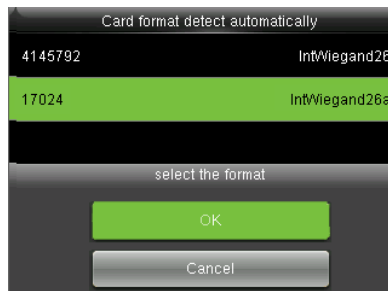 Card format detect automatically
4145792 IntWiegand26
17024 IntWiegand26a
select the format
OK
Cancel